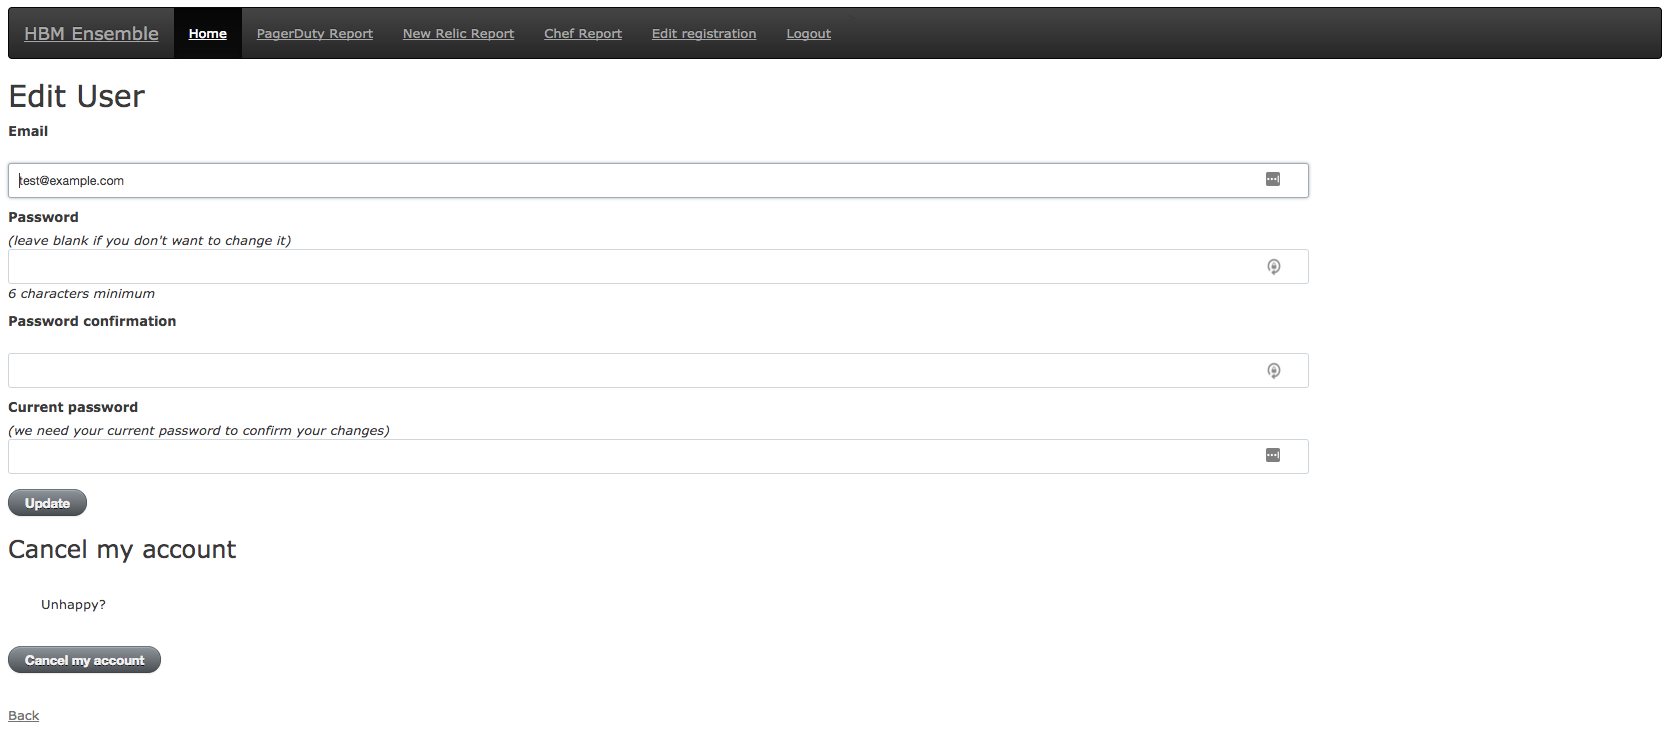 HBM Ensemble Home PagerDuty Report New Relic Report Chef Report Edit registration Logout
Edit User
Email
test@example.com
Password
(leave blank if you don't want to change it)
6 characters minimum
Password confirmation
Current password
(we need your current password to confirm your changes)
Update
Cancel my account
Unhappy?
Cancel my account
Back